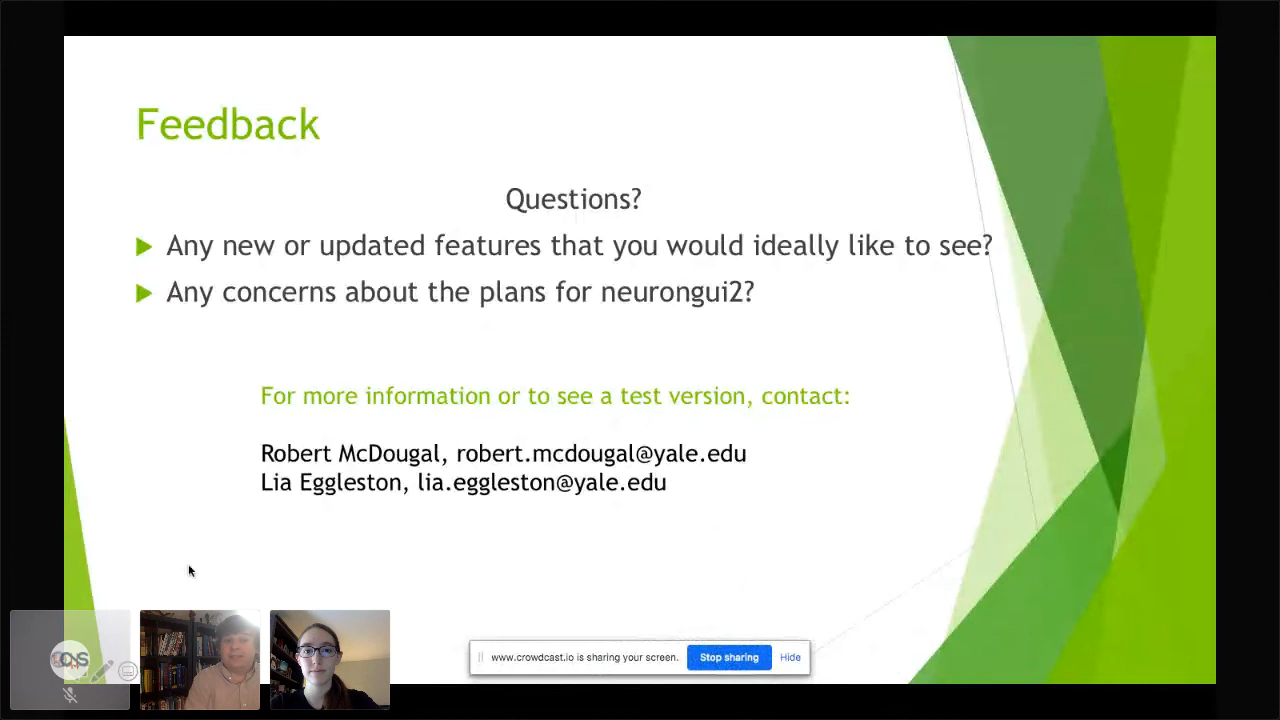 Feedback
Questions?
Any new or updated features that you would ideally like to see?
Any concerns about the plans for neurongui2?
For more information or to see a test version, contact:
Robert McDougal, robert.mcdougal@yale.edu
Lia Eggleston, lia.eggleston@yale.edu
www.crowdcast.io is sharing your screen. Stop sharing Hide